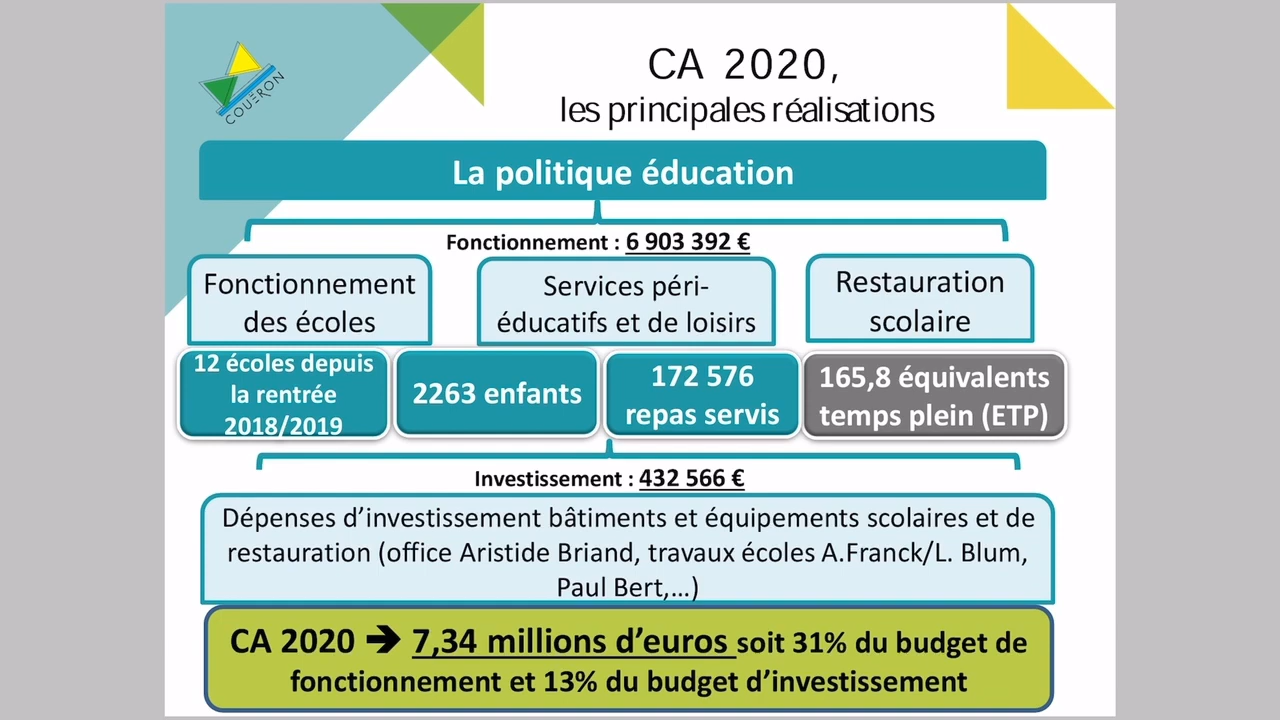 COUËRON
CA 2020,
les principales réalisations
La politique éducation
Fonctionnement : 6 903 392 €
Fonctionnement
des écoles
Services péri-
éducatifs et de loisirs
Restauration
scolaire
12 écoles depuis
la rentrée
2018/2019
2263 enfants
172 576
repas servis
165,8 équivalents
temps plein (ETP)
Investissement : 432 566 €
Dépenses d’investissement bâtiments et équipements scolaires et de
restauration (office Aristide Briand, travaux écoles A.Franck/L. Blum,
Paul Bert,...)
CA 2020 ➔ 7,34 millions d’euros soit 31% du budget de
fonctionnement et 13% du budget d’investissement